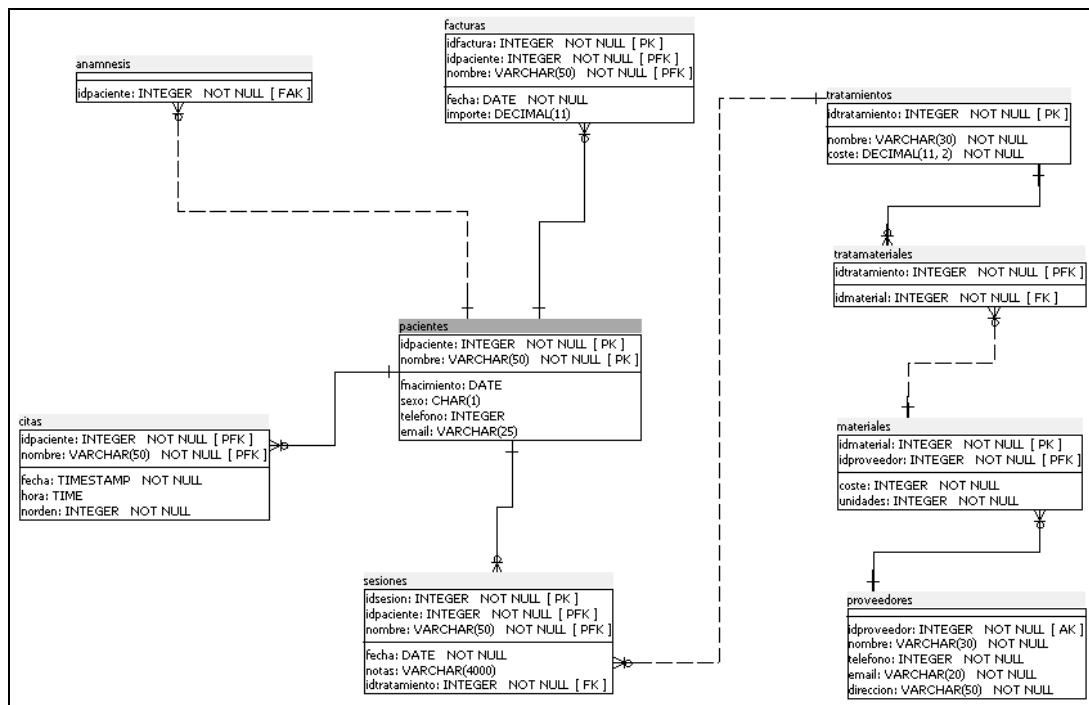 facturas
idfactura: INTEGER NOT NULL [ PK ]
idpaciente: INTEGER NOT NULL [ PFK ]
nombre: VARCHAR(50) NOT NULL [ PFK ]
fecha: DATE NOT NULL
importe: DECIMAL(11)
anamnesis
idpaciente: INTEGER NOT NULL [ FAK ]
tratamientos
idtratamiento: INTEGER NOT NULL [ PK ]
nombre: VARCHAR(30) NOT NULL
coste: DECIMAL(11, 2) NOT NULL
tratamateriales
idtratamiento: INTEGER NOT NULL [ PFK ]
idmaterial: INTEGER NOT NULL [ FK ]
pacientes
idpaciente: INTEGER NOT NULL [ PK ]
nombre: VARCHAR(50) NOT NULL [ PK ]
fnacimiento: DATE
sexo: CHAR(1)
telefono: INTEGER
email: VARCHAR(25)
citas
idpaciente: INTEGER NOT NULL [ PFK ]
nombre: VARCHAR(50) NOT NULL [ PFK ]
fecha: TIMESTAMP NOT NULL
hora: TIME
norden: INTEGER NOT NULL
materiales
idmaterial: INTEGER NOT NULL [ PK ]
idproveedor: INTEGER NOT NULL [ PFK ]
coste: INTEGER NOT NULL
unidades: INTEGER NOT NULL
sesiones
idsesion: INTEGER NOT NULL [ PK ]
idpaciente: INTEGER NOT NULL [ PFK ]
nombre: VARCHAR(50) NOT NULL [ PFK ]
fecha: DATE NOT NULL
notas: VARCHAR(4000)
idtratamiento: INTEGER NOT NULL [ FK ]
proveedores
idproveedor: INTEGER NOT NULL [ AK ]
nombre: VARCHAR(30) NOT NULL
telefono: INTEGER NOT NULL
email: VARCHAR(20) NOT NULL
direccion: VARCHAR(50) NOT NULL